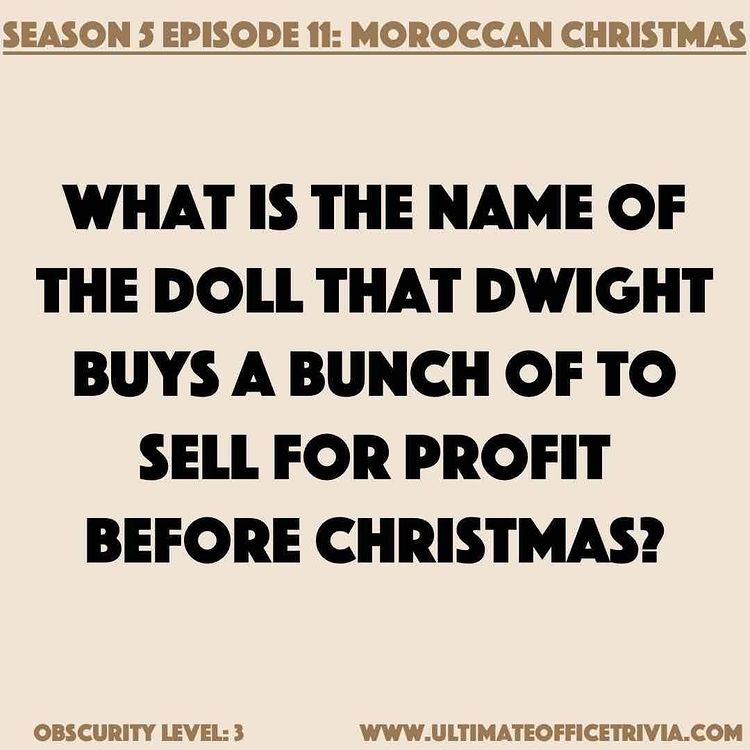 SEASON 5 EPISODE 11: MOROCCAN CHRISTMAS
WHAT IS THE NAME OF
THE DOLL THAT DWIGHT
BUYS A BUNCH OF TO
SELL FOR PROFIT
BEFORE CHRISTMAS?
OBSCURITY LEVEL: 3
WWW.ULTIMATEOFFICETRIVIA.COM